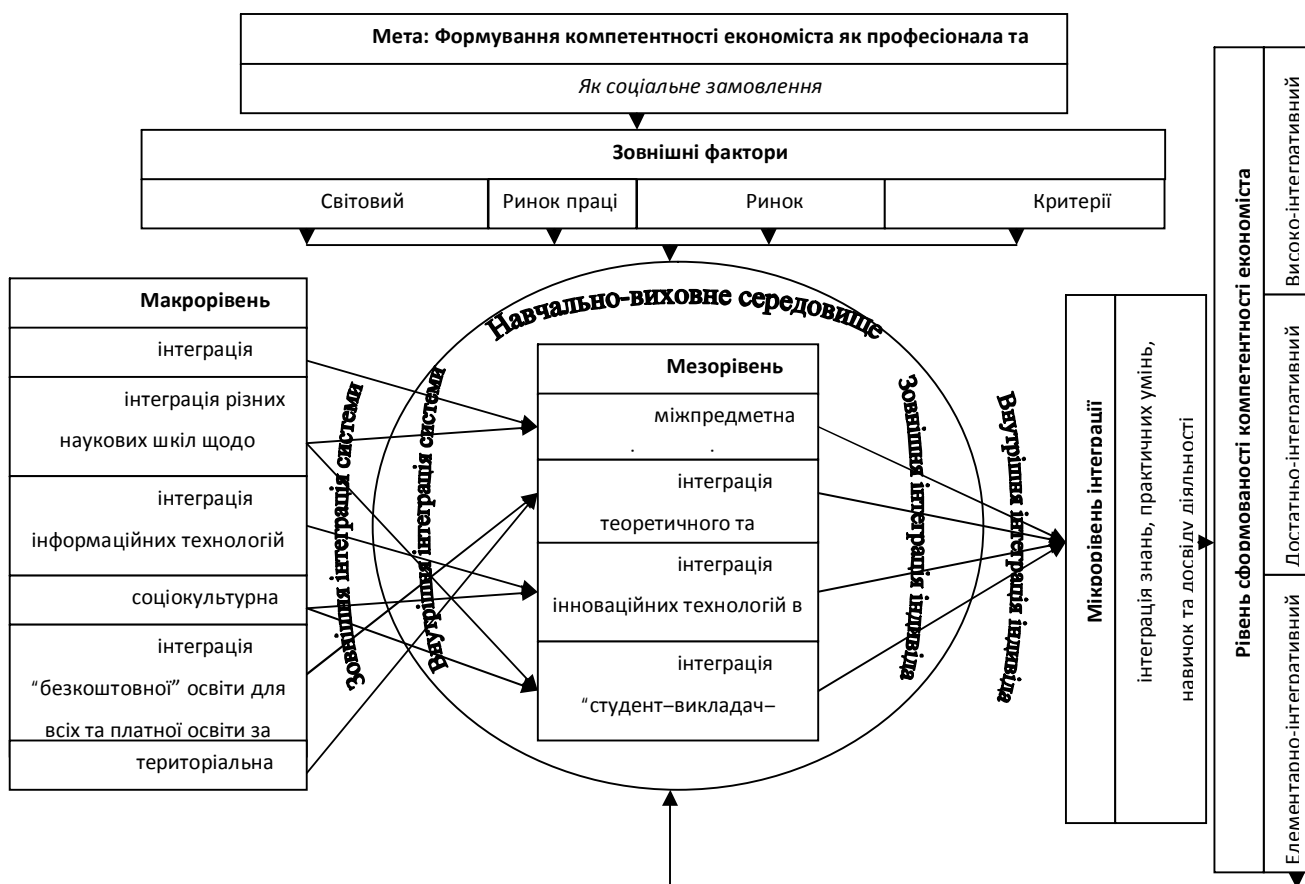 Мета: Формування компетентності економіста як професіонала та
Як соціальне замовлення
Зовнішні фактори
Світовий
Ринок праці
Ринок
Критерії
Макрорівень
інтеграція
інтеграція різних
наукових шкіл щодо
інтеграція
інформаційних технологій
соціокультурна
інтеграція
“безкоштовної” освіти для
всіх та платної освіти за
територіальна
Зовнішня інтеграція системи
Внутрішня інтеграція системи
Навчально-виховне середовище
Мезорівень
міжпредметна
інтеграція
теоретичного та
інтеграція
інноваційних технологій в
інтеграція
“студент–викладач–
Зовнішня інтеграція індивіда
Внутрішня інтеграція індивіда
Мікрорівень інтеграції
інтеграція знань, практичних умінь,
навичок та досвіду діяльності
Рівень сформованості компетентності економіста
Високо-інтегративний
Достатньо-інтегративний
Елементарно-інтегративний